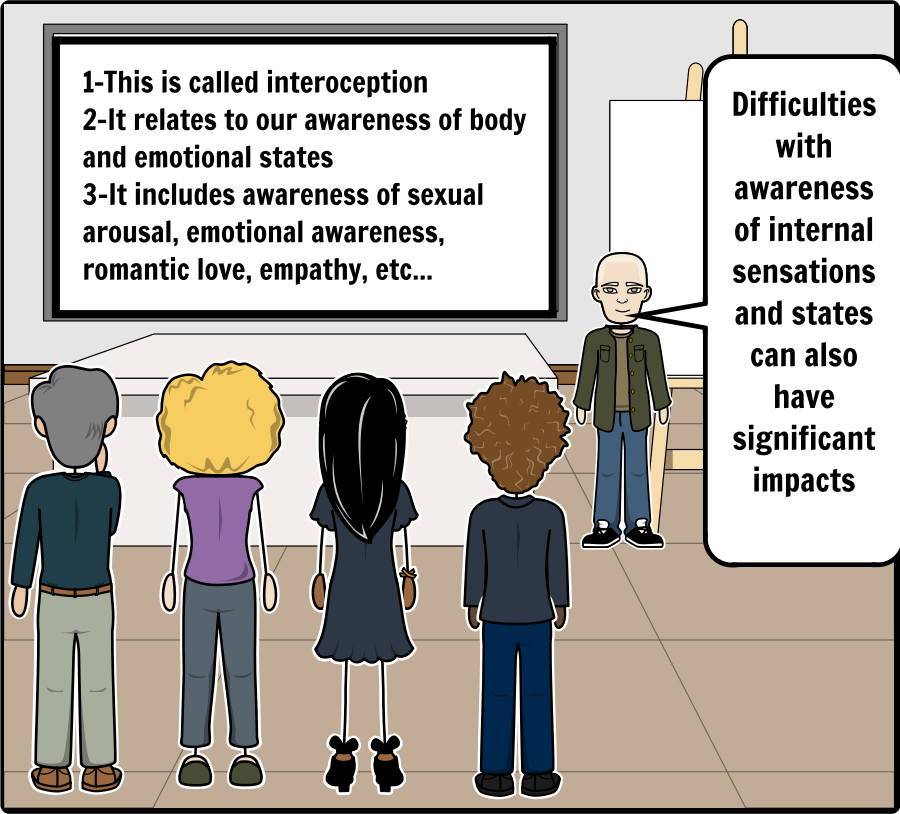 1-This is called interoception
2-It relates to our awareness of body
and emotional states
3-It includes awareness of sexual
arousal, emotional awareness,
romantic love, empathy, etc...
Difficulties
with
awareness
of internal
sensations
and states
can also
have
significant
impacts